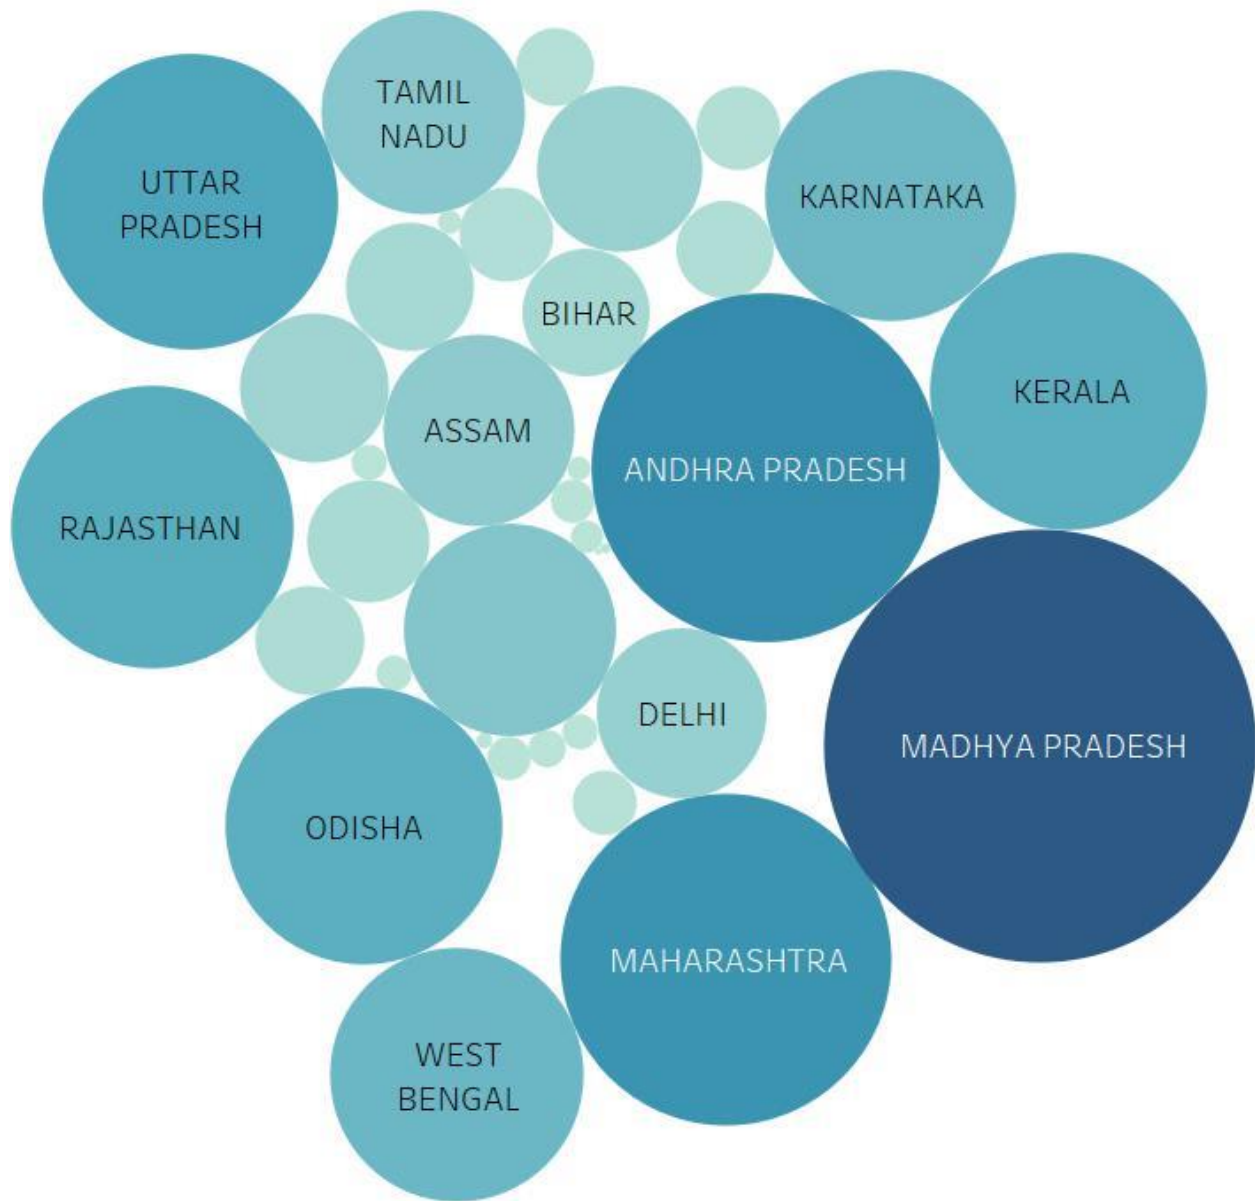 TAMIL
NADU
UTTAR
PRADESH
KARNATAKA
BIHAR
KERALA
ASSAM
ANDHRA PRADESH
RAJASTHAN
DELHI
MADHYA PRADESH
ODISHA
MAHARASHTRA
WEST
BENGAL